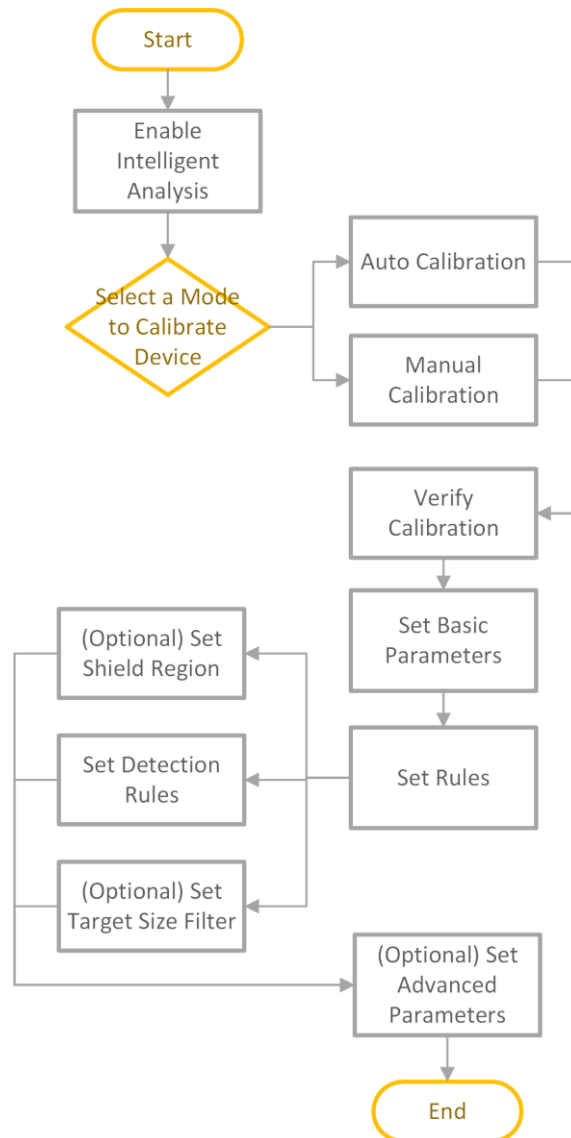 Start
Enable
Intelligent
Analysis
Select a Mode
to Calibrate
Device
Auto Calibration
Manual
Calibration
Verify
Calibration
Set Basic
Parameters
Set Rules
(Optional) Set
Shield Region
Set Detection
Rules
(Optional) Set
Target Size Filter
(Optional) Set
Advanced
Parameters
End